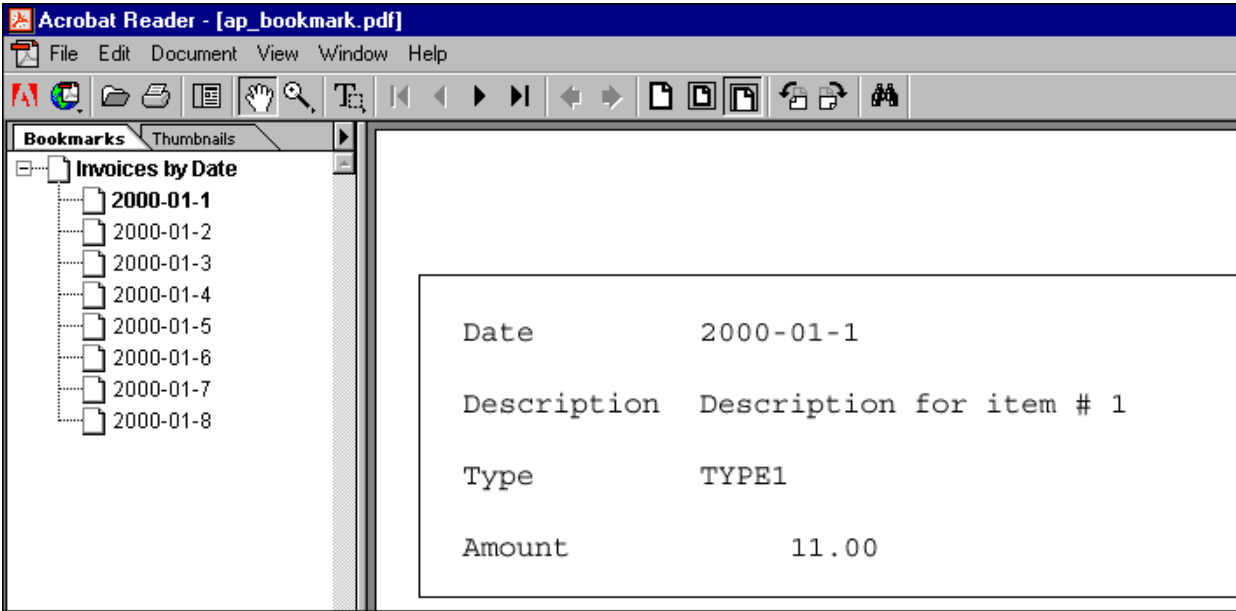 Acrobat Reader - [ap_bookmark.pdf]
File Edit Document View Window Help
Bookmarks Thumbnails
Invoices by Date
2000-01-1
2000-01-2
2000-01-3
2000-01-4
2000-01-5
2000-01-6
2000-01-7
2000-01-8
Date 2000-01-1
Description Description for item # 1
Type TYPE1
Amount 11.00